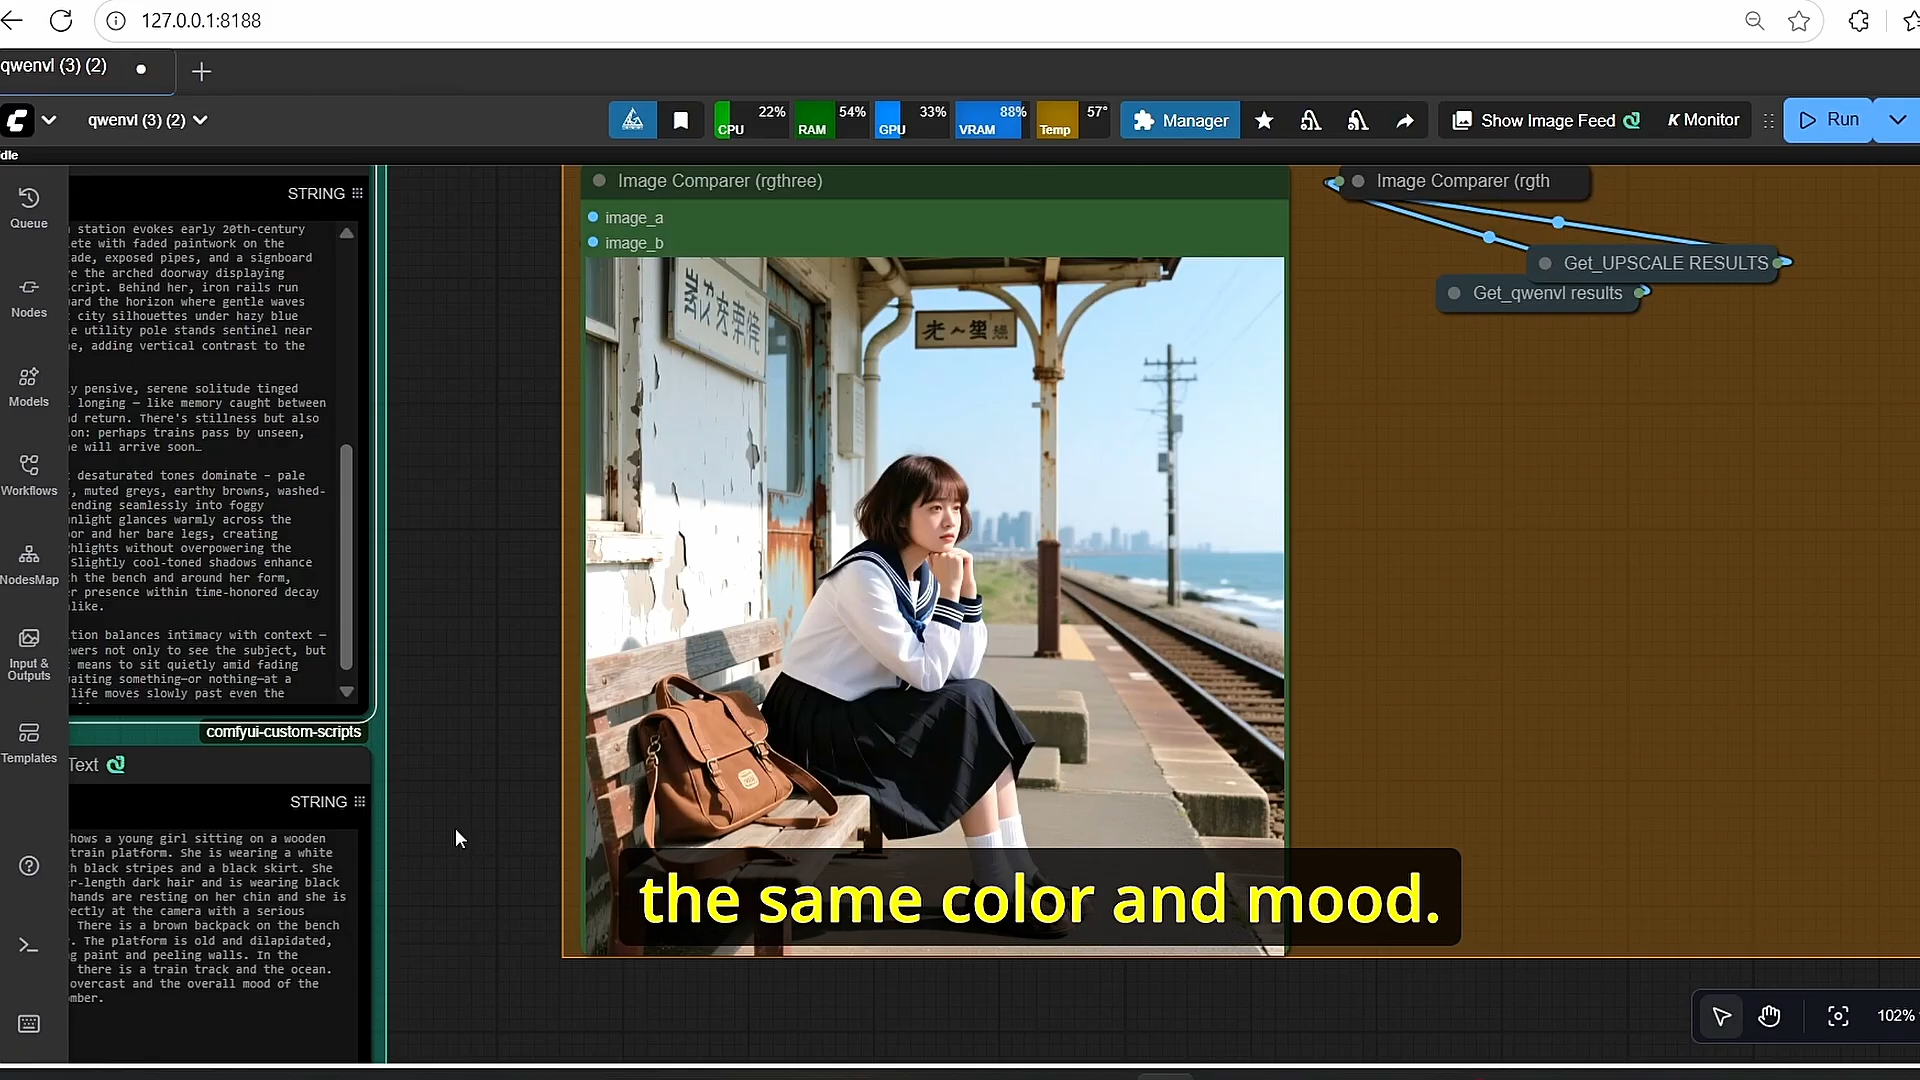 127.0.0.1:8188
qwenvl (3) (2)
qwenvl (3) (2)
22%
CPU
54%
RAM
33%
GPU
88%
VRAM
57°
Temp
Manager
Show Image Feed
Monitor
Run
dle
Queue
Nodes
Models
Workflows
NodesMap
Input &
Outputs
Templates
STRING
station evokes early 20th-century
ete with faded paintwork on the
ade, exposed pipes, and a signboard
ve the arched doorway displaying
cript. Behind her, iron rails run
ward the horizon where gentle waves
city silhouettes under hazy blue
e utility pole stands sentinel near
e, adding vertical contrast to the
y pensive, serene solitude tinged
longing – like memory caught between
nd return. There's stillness but also
on: perhaps trains pass by unseen,
e will arrive soon…
desaturated tones dominate – pale
, muted greys, earthy browns, washed-
ending seamlessly into foggy
unlight glances warmly across the
oor and her bare legs, creating
hlights without overpowering the
Slightly cool-toned shadows enhance
h the bench and around her form,
r presence within time-honored decay
like.
tion balances intimacy with context –
wers not only to see the subject, but
means to sit quietly amid fading
waiting something—or nothing—at a
life moves slowly past even the
comfyui-custom-scripts
Text
STRING
hows a young girl sitting on a wooden
train platform. She is wearing a white
h black stripes and a black skirt. She
r-length dark hair and is wearing black
hands are resting on her chin and she is
rectly at the camera with a serious
There is a brown backpack on the bench
. The platform is old and dilapidated,
g paint and peeling walls. In the
there is a train track and the ocean.
overcast and the overall mood of the
mber.
Image Comparer (rgthree)
image_a
image_b
Image Comparer (rgth
Get_UPSCALE RESULTS
Get_qwenvl results
the same color and mood.
102%